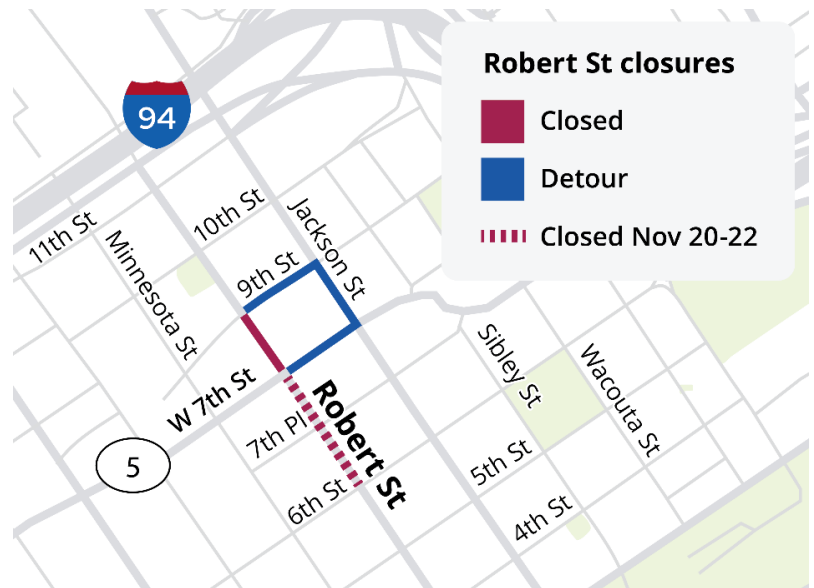 Robert St closures
Closed
Detour
Closed Nov 20-22
94
11th St
10th St
Jackson St
Minnesota St
9th St
W 7th St
Robert St
Sibley St
Wacouta St
7th Pl
5
6th St
5th St
4th St